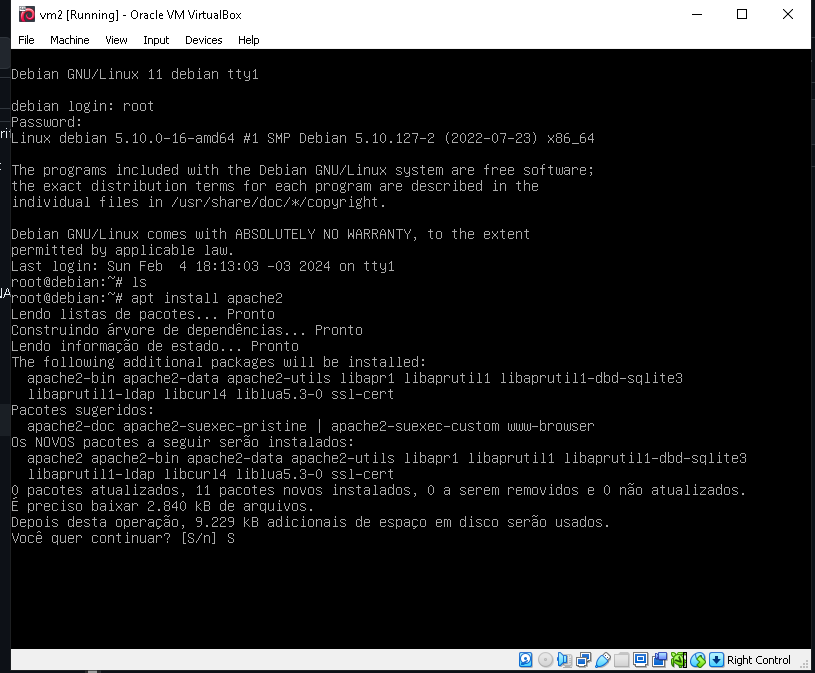 vm2 [Running] - Oracle VM VirtualBox
File Machine View Input Devices Help
Debian GNU/Linux 11 debian tty1
debian login: root
Password:
Linux debian 5.10.0-16-amd64 #1 SMP Debian 5.10.127-2 (2022-07-23) x86_64
The programs included with the Debian GNU/Linux system are free software;
the exact distribution terms for each program are described in the
individual files in /usr/share/doc/*/copyright.
Debian GNU/Linux comes with ABSOLUTELY NO WARRANTY, to the extent
permitted by applicable law.
Last login: Sun Feb  4 18:13:03 -03 2024 on tty1
root@debian:~# ls
root@debian:~# apt install apache2
Lendo listas de pacotes... Pronto
Construindo árvore de dependências... Pronto
Lendo informação de estado... Pronto
The following additional packages will be installed:
  apache2-bin apache2-data apache2-utils libapr1 libaprutil1 libaprutil1-dbd-sqlite3
  libaprutil1-ldap libcurl4 liblua5.3-0 ssl-cert
Pacotes sugeridos:
  apache2-doc apache2-suexec-pristine | apache2-suexec-custom www-browser
Os NOVOS pacotes a seguir serão instalados:
  apache2 apache2-bin apache2-data apache2-utils libapr1 libaprutil1 libaprutil1-dbd-sqlite3
  libaprutil1-ldap libcurl4 liblua5.3-0 ssl-cert
0 pacotes atualizados, 11 pacotes novos instalados, 0 a serem removidos e 0 não atualizados.
É preciso baixar 2.840 kB de arquivos.
Depois desta operação, 9.229 kB adicionais de espaço em disco serão usados.
Você quer continuar? [S/n] S
Right Control